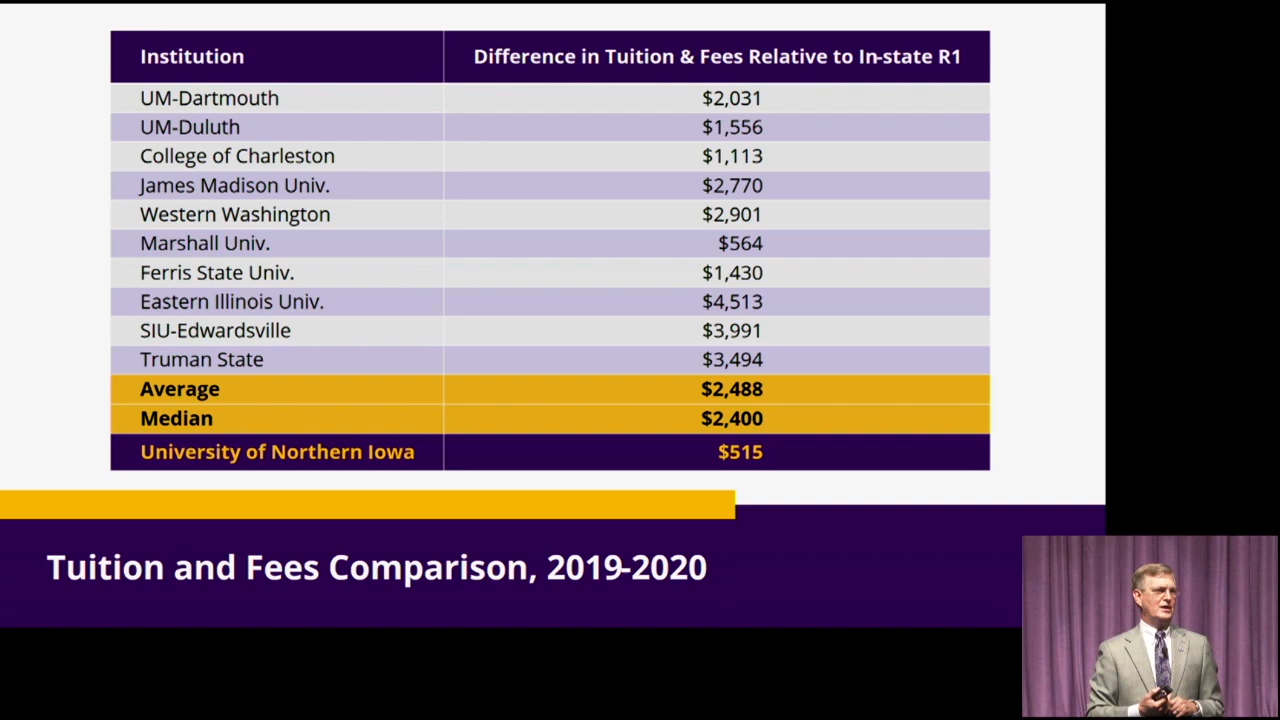 Institution Difference in Tuition & Fees Relative to In-state R1
UM-Dartmouth $2,031
UM-Duluth $1,556
College of Charleston $1,113
James Madison Univ. $2,770
Western Washington $2,901
Marshall Univ. $564
Ferris State Univ. $1,430
Eastern Illinois Univ. $4,513
SIU-Edwardsville $3,991
Truman State $3,494
Average $2,488
Median $2,400
University of Northern Iowa $515
Tuition and Fees Comparison, 2019-2020